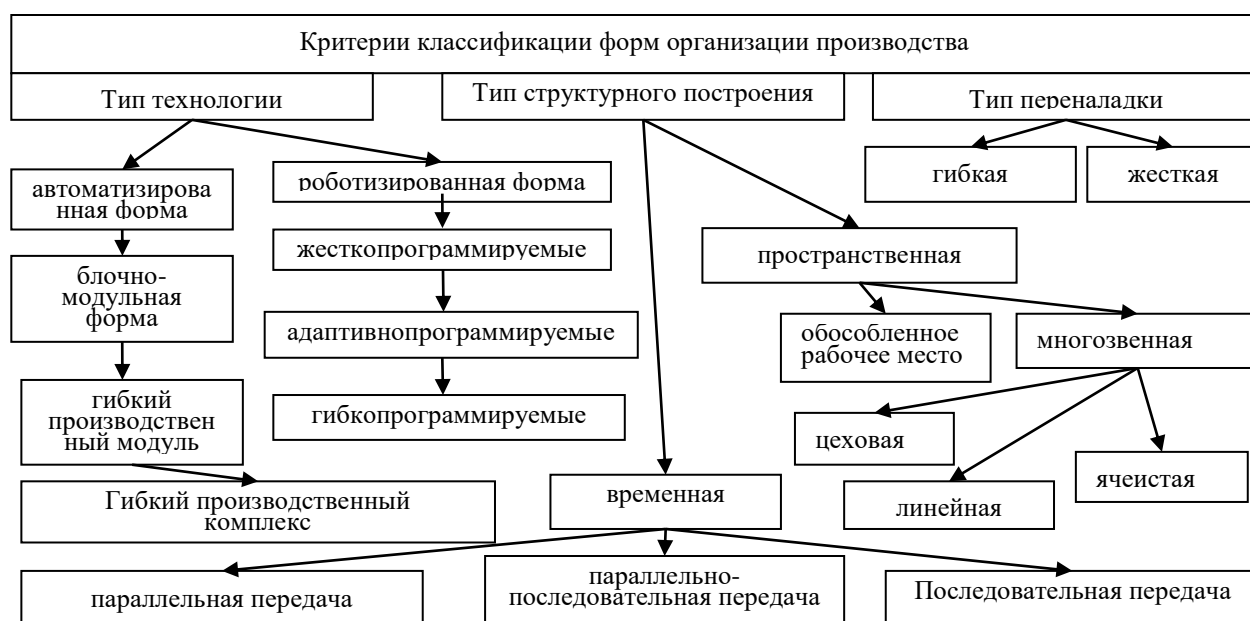 Критерии классификации форм организации производства
Тип технологии
Тип структурного построения
Тип переналадки
автоматизирова
нная форма
роботизированная форма
гибкая
жесткая
жесткопрограммируемые
пространственная
блочно-
модульная
форма
адаптивнопрограммируемые
обособленное
рабочее место
многозвенная
гибкий
производствен
ный модуль
гибкопрограммируемые
цеховая
ячеистая
Гибкий производственный
комплекс
временная
линейная
параллельная передача
параллельно-
последовательная передача
Последовательная передача